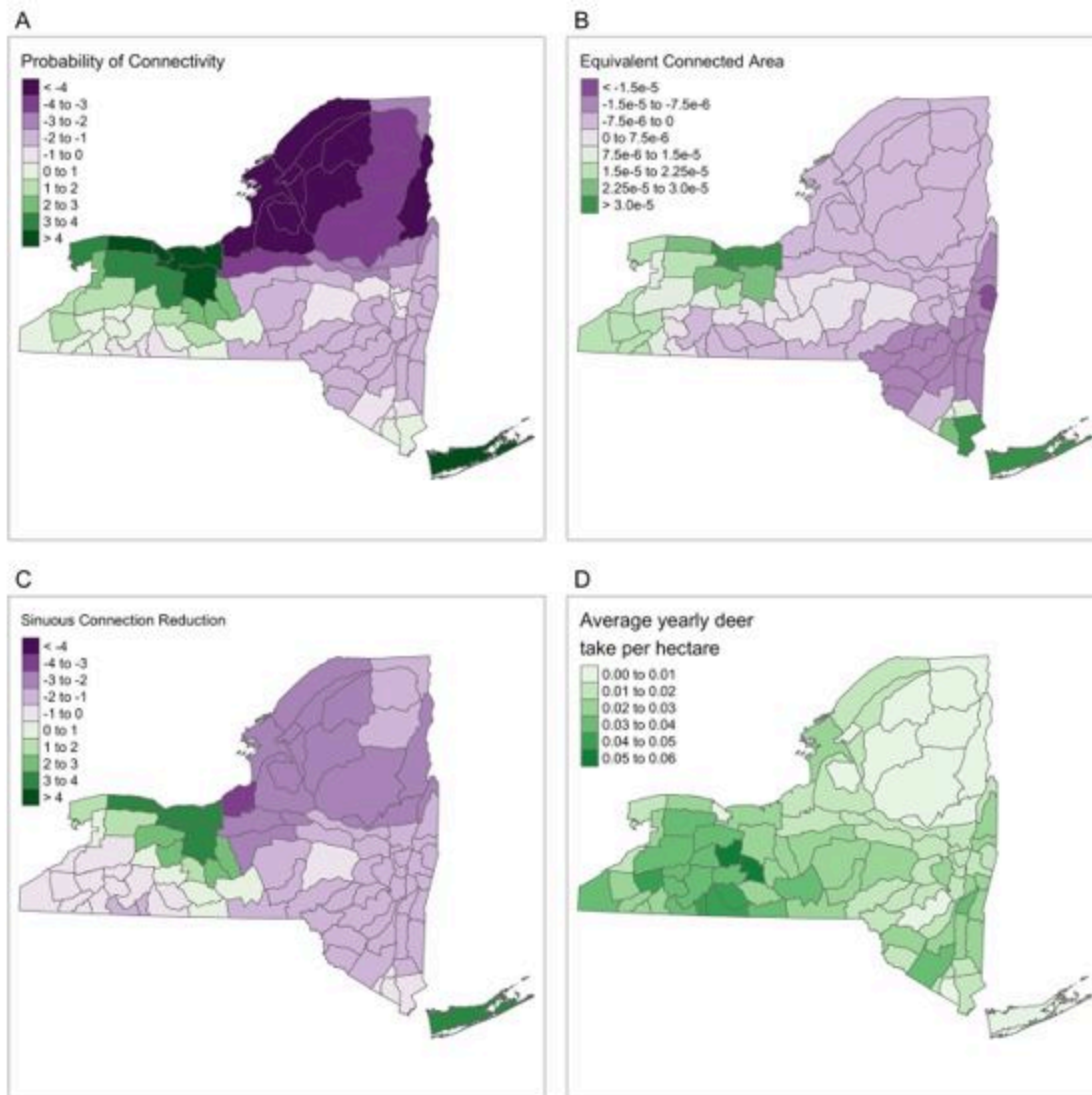 A
Probability of Connectivity
< -4
-4 to -3
-3 to -2
-2 to -1
-1 to 0
0 to 1
1 to 2
2 to 3
3 to 4
> 4
B
Equivalent Connected Area
< -1.5e-5
-1.5e-5 to -7.5e-6
-7.5e-6 to 0
0 to 7.5e-6
7.5e-6 to 1.5e-5
1.5e-5 to 2.25e-5
2.25e-5 to 3.0e-5
> 3.0e-5
C
Sinuous Connection Reduction
< -4
-4 to -3
-3 to -2
-2 to -1
-1 to 0
0 to 1
1 to 2
2 to 3
3 to 4
> 4
D
Average yearly deer
take per hectare
0.00 to 0.01
0.01 to 0.02
0.02 to 0.03
0.03 to 0.04
0.04 to 0.05
0.05 to 0.06